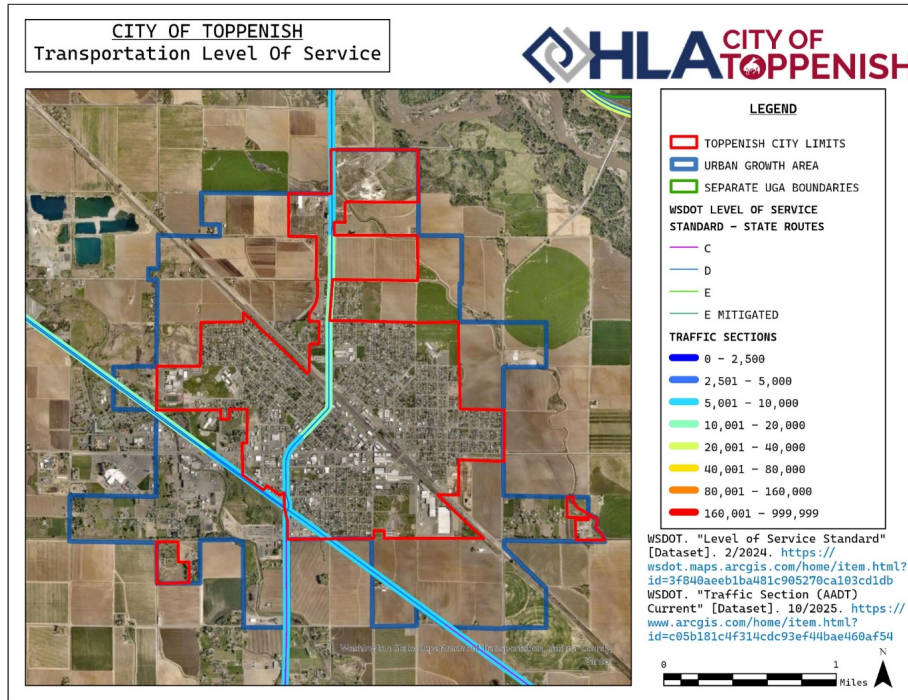 CITY OF TOPPENISH
Transportation Level Of Service
HLA
CITY OF
TOPPENISH
LEGEND
TOPPENISH CITY LIMITS
URBAN GROWTH AREA
SEPARATE UGA BOUNDARIES
WSDOT LEVEL OF SERVICE
STANDARD - STATE ROUTES
C
D
E
E MITIGATED
TRAFFIC SECTIONS
0 - 2,500
2,501 - 5,000
5,001 - 10,000
10,001 - 20,000
20,001 - 40,000
40,001 - 80,000
80,001 - 160,000
160,001 - 999,999
WSDOT. "Level of Service Standard"
[Dataset]. 2/2024. https://
wsdot.maps.arcgis.com/home/item.html?
id=3f840aeeb1ba481c905270ca103cd1db
WSDOT. "Traffic Section (AADT)
Current" [Dataset]. 10/2025. https://
www.arcgis.com/home/item.html?
id=c05b181c4f314cdc93ef44bae460af54
Washington State Department of Transportation
N
0 1
Miles